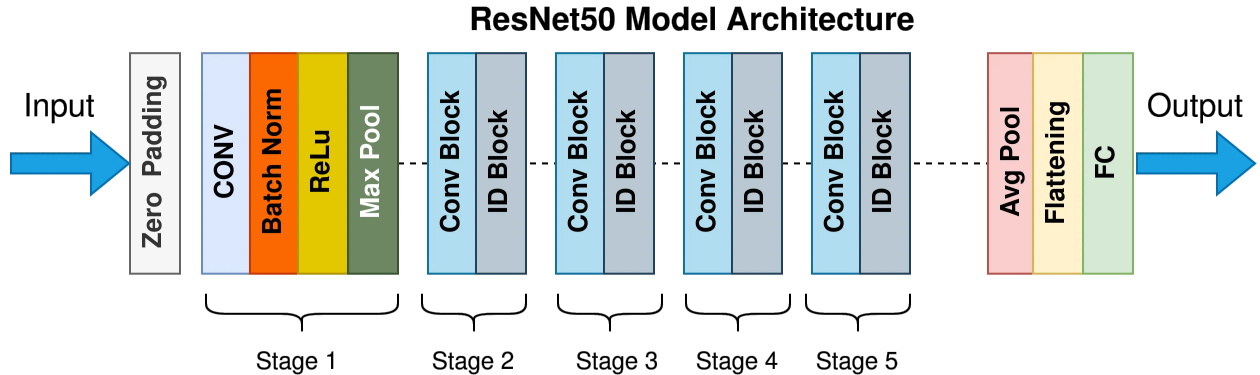 ResNet50 Model Architecture
Input
Zero Padding
CONV
Batch Norm
ReLu
Max Pool
Conv Block
ID Block
Conv Block
ID Block
Conv Block
ID Block
Conv Block
ID Block
Avg Pool
Flattening
FC
Output
Stage 1
Stage 2
Stage 3
Stage 4
Stage 5